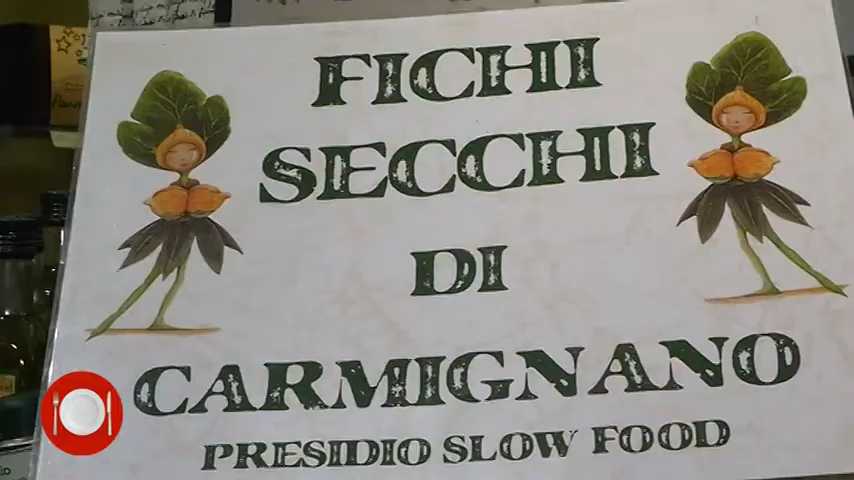 FICHI
SECCHI
DI
CARMIGNANO
PRESIDIO SLOW FOOD